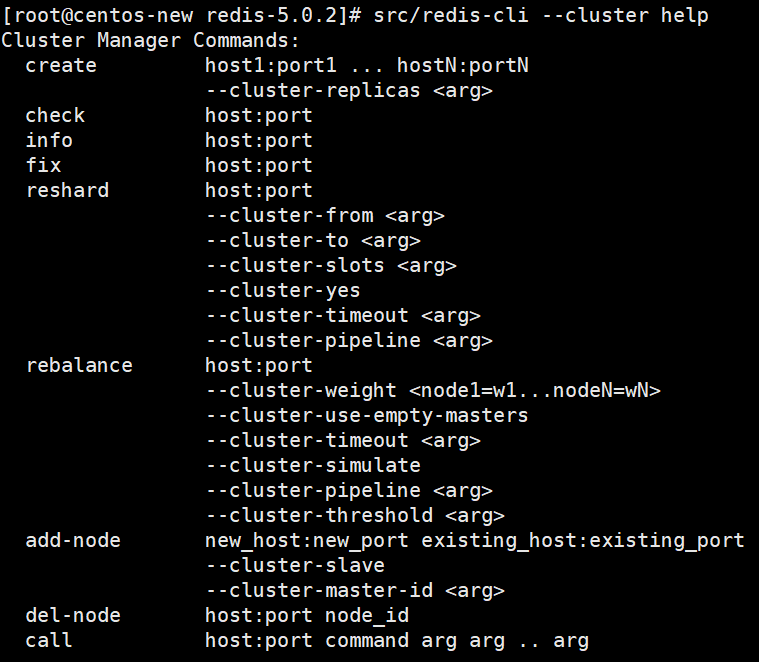 [root@centos-new redis-5.0.2]# src/redis-cli --cluster help
Cluster Manager Commands:
  create         host1:port1 ... hostN:portN
                 --cluster-replicas <arg>
  check          host:port
  info           host:port
  fix            host:port
  reshard        host:port
                 --cluster-from <arg>
                 --cluster-to <arg>
                 --cluster-slots <arg>
                 --cluster-yes
                 --cluster-timeout <arg>
                 --cluster-pipeline <arg>
  rebalance      host:port
                 --cluster-weight <node1=w1...nodeN=wN>
                 --cluster-use-empty-masters
                 --cluster-timeout <arg>
                 --cluster-simulate
                 --cluster-pipeline <arg>
                 --cluster-threshold <arg>
  add-node       new_host:new_port existing_host:existing_port
                 --cluster-slave
                 --cluster-master-id <arg>
  del-node       host:port node_id
  call           host:port command arg arg .. arg